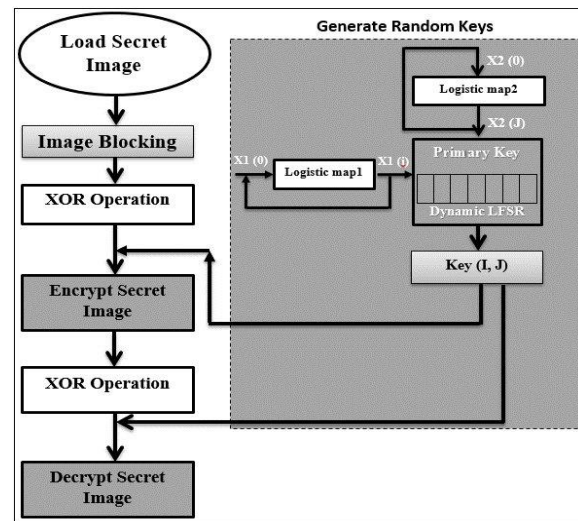 Generate Random Keys
Load Secret
Image
Image Blocking
XOR Operation
Encrypt Secret
Image
XOR Operation
Decrypt Secret
Image
X2 (0)
Logistic map2
X2 (J)
X1 (0)
Logistic map1
X1 (i)
Primary Key
Dynamic LFSR
Key (I, J)